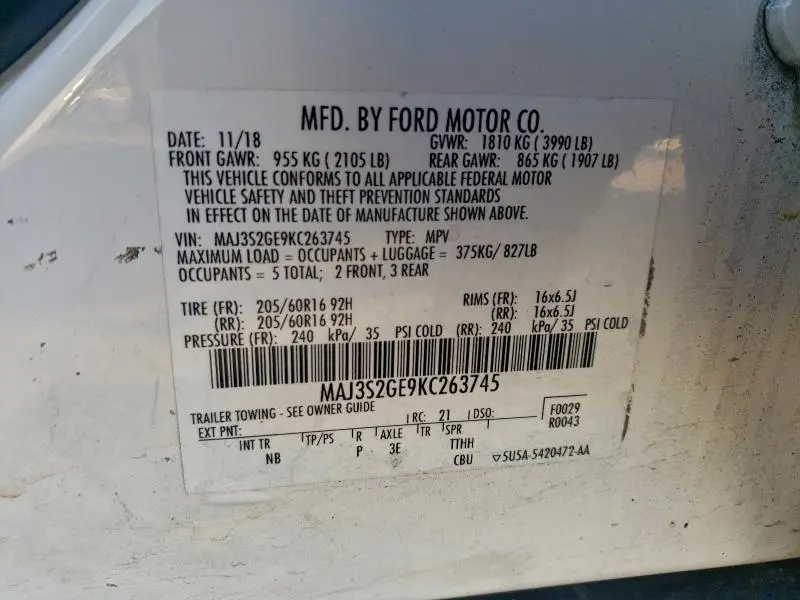 MFD. BY FORD MOTOR CO.
DATE: 11/18 GVWR: 1810 KG ( 3990 LB)
FRONT GAWR: 955 KG ( 2105 LB) REAR GAWR: 865 KG ( 1907 LB)
THIS VEHICLE CONFORMS TO ALL APPLICABLE FEDERAL MOTOR
VEHICLE SAFETY AND THEFT PREVENTION STANDARDS
IN EFFECT ON THE DATE OF MANUFACTURE SHOWN ABOVE.
VIN: MAJ3S2GE9KC263745 TYPE: MPV
MAXIMUM LOAD = OCCUPANTS + LUGGAGE = 375KG/ 827LB
OCCUPANTS = 5 TOTAL; 2 FRONT, 3 REAR
TIRE (FR): 205/60R16 92H RIMS (FR): 16x6.5J
(RR): 205/60R16 92H (RR): 16x6.5J
PRESSURE (FR): 240 kPa/ 35 PSI COLD (RR): 240 kPa/ 35 PSI COLD
MAJ3S2GE9KC263745
TRAILER TOWING - SEE OWNER GUIDE
EXT PNT: RC: 21 DSO: F0029
R0043
INT TR TP/PS R AXLE TR SPR
NB P 3E TTHH
CBU ▽5U5A-5420472-AA